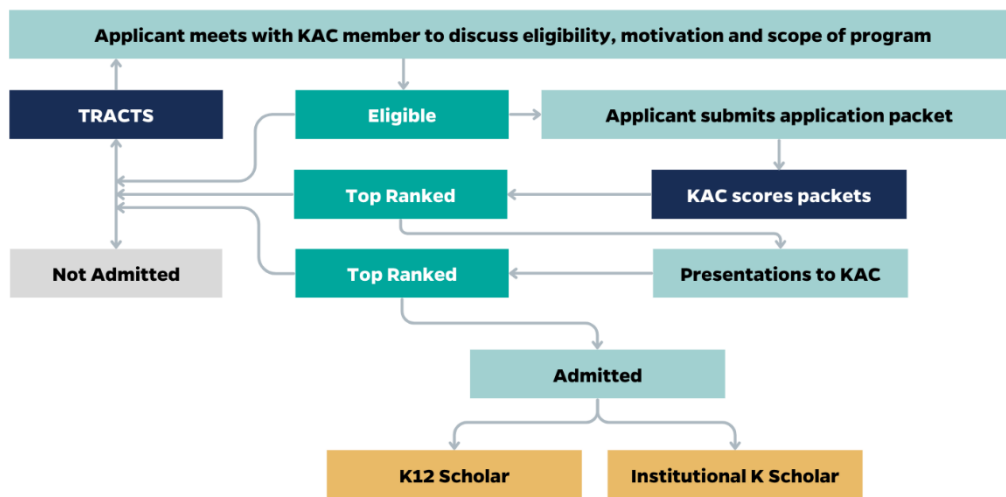 Applicant meets with KAC member to discuss eligibility, motivation and scope of program
TRACTS
Eligible
Applicant submits application packet
Top Ranked
KAC scores packets
Not Admitted
Top Ranked
Presentations to KAC
Admitted
K12 Scholar
Institutional K Scholar